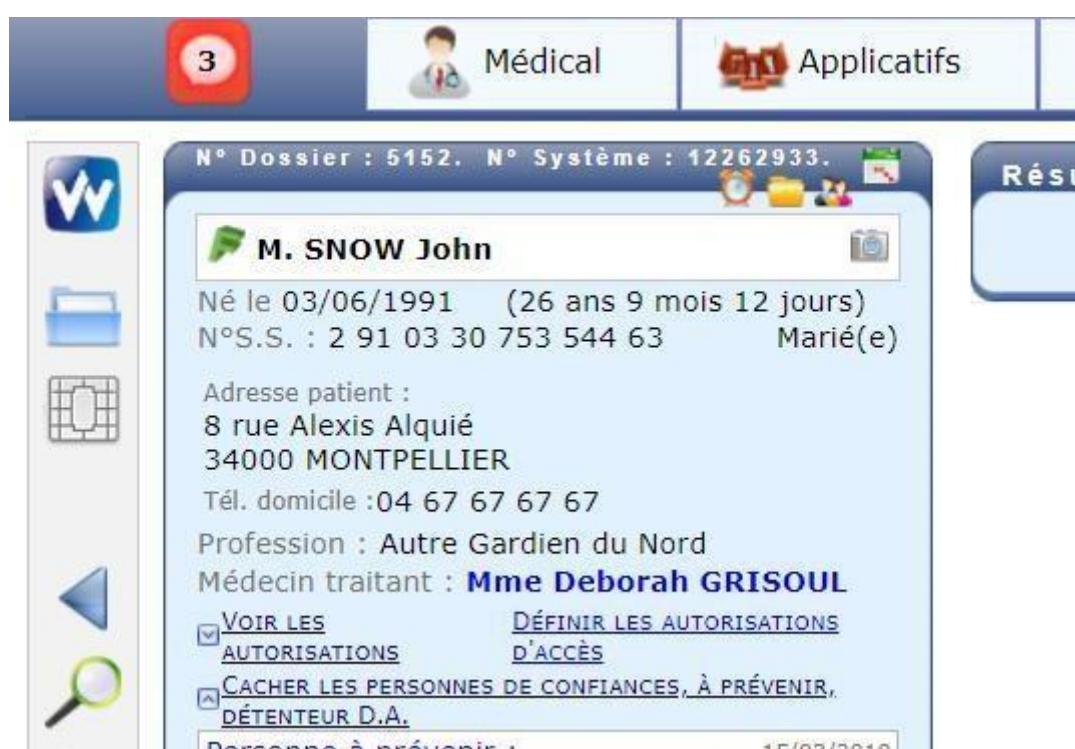 3 Médical Applicatifs
N° Dossier : 5152. N° Système : 12262933.
M. SNOW John
Né le 03/06/1991 (26 ans 9 mois 12 jours)
N°S.S. : 2 91 03 30 753 544 63 Marié(e)
Adresse patient :
8 rue Alexis Alquié
34000 MONTPELLIER
Tél. domicile :04 67 67 67 67
Profession : Autre Gardien du Nord
Médecin traitant : Mme Deborah GRISOUL
VOIR LES AUTORISATIONS
DÉFINIR LES AUTORISATIONS D'ACCÈS
CACHER LES PERSONNES DE CONFIANCES, À PRÉVENIR,
DÉTENTEUR D.A.
Personne à prévenir :
Résu